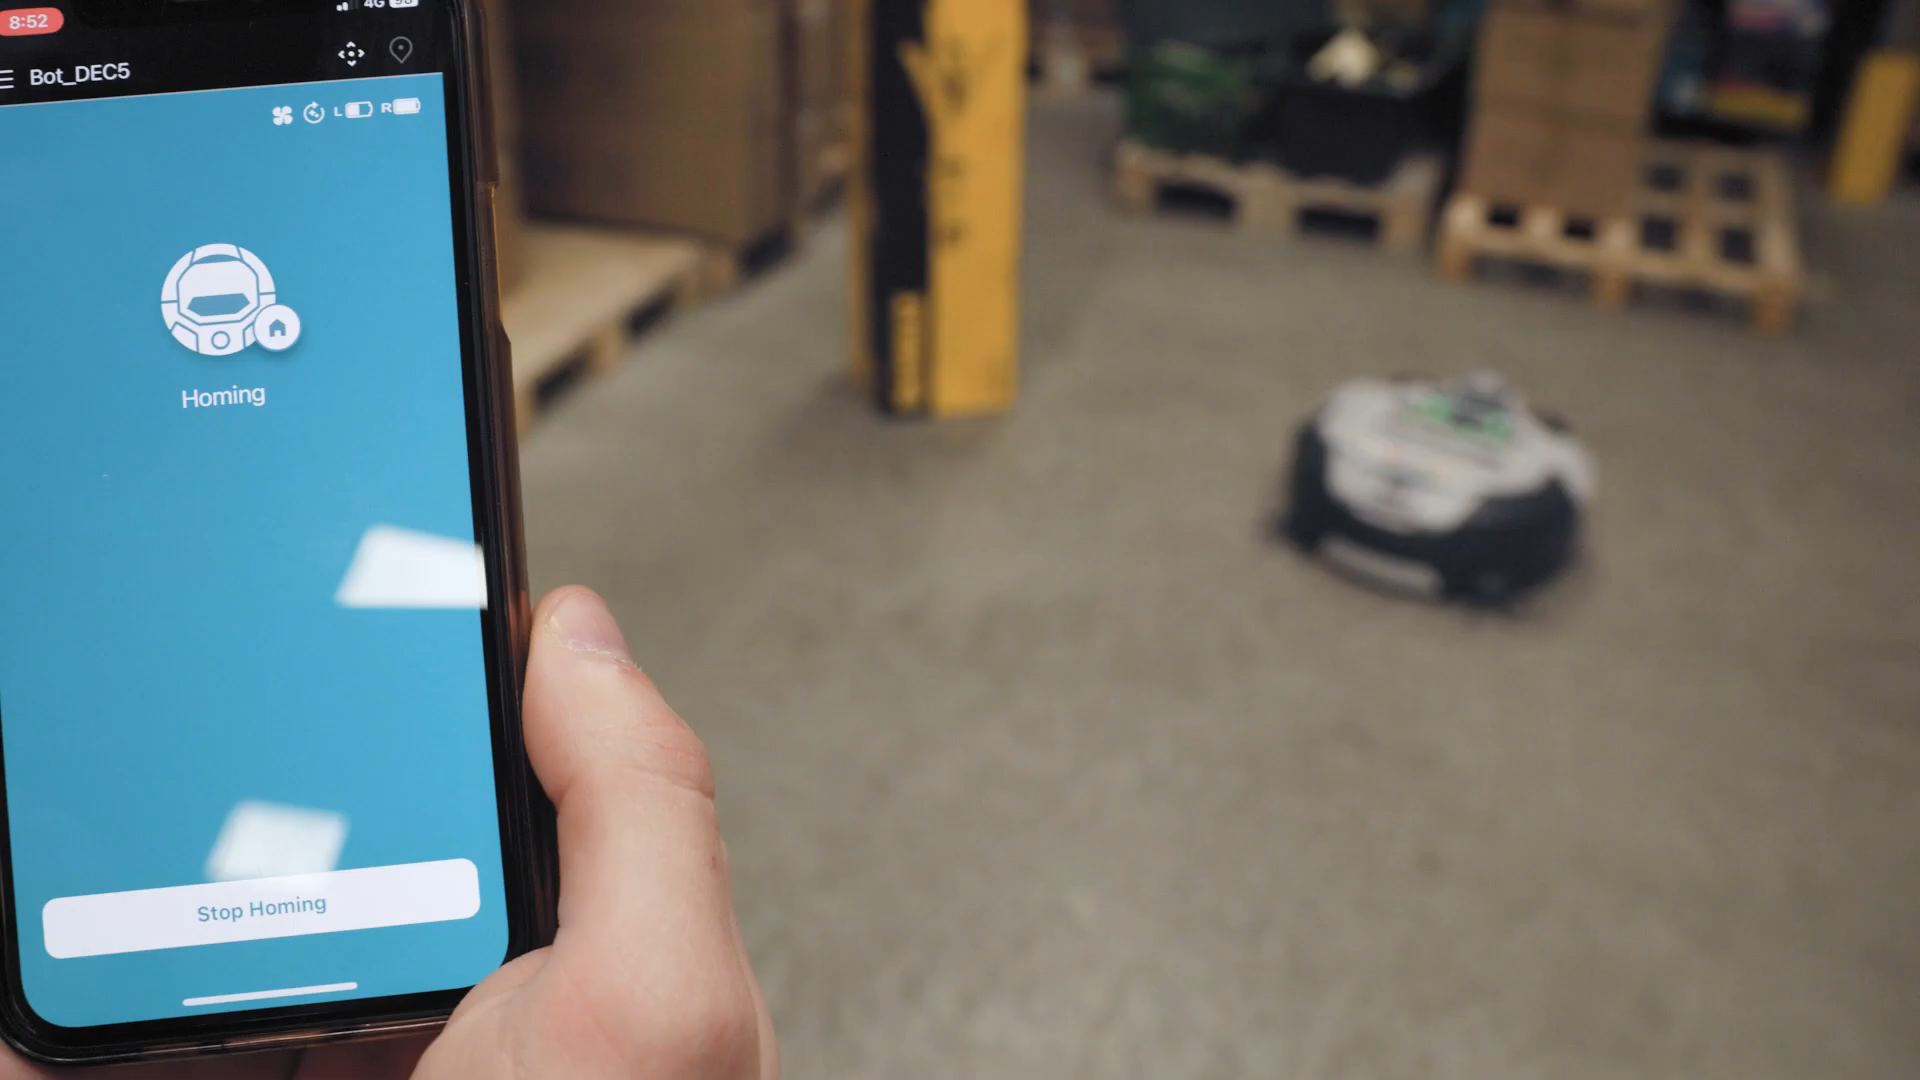 8:52
4G
Bot_DEC5
L
R
Homing
Stop Homing